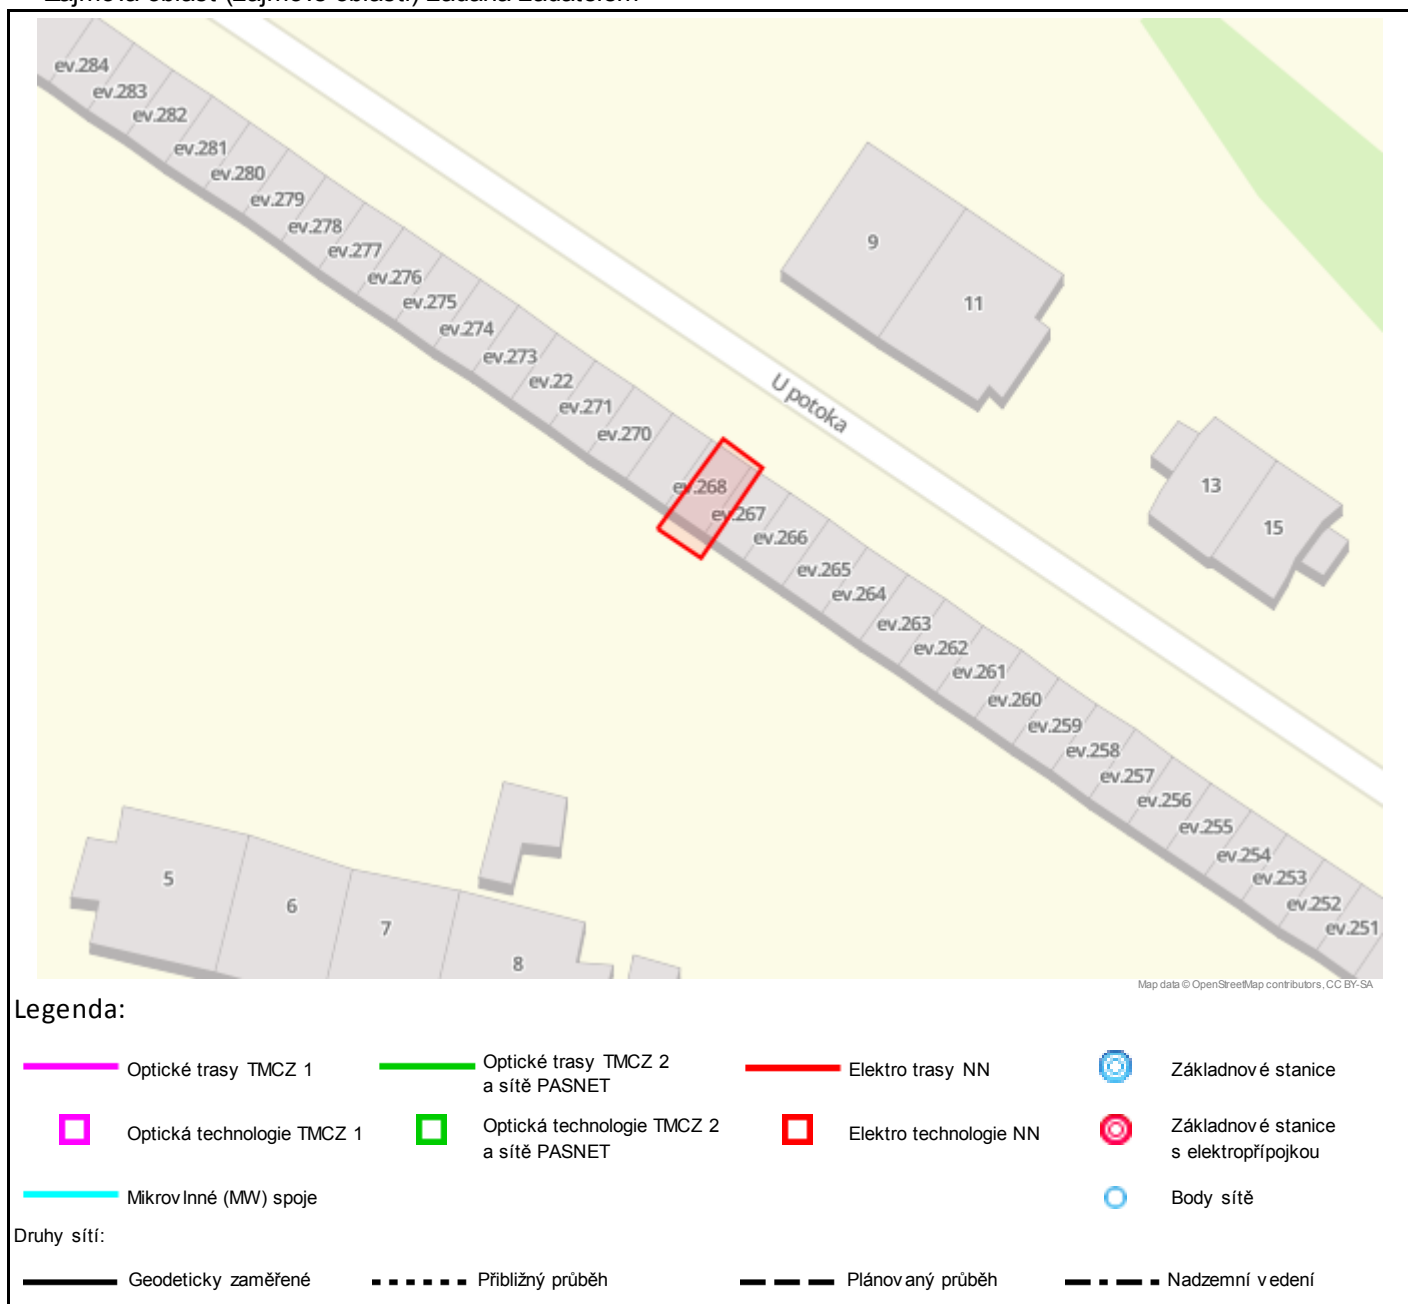 Zájmová oblast (zájmové oblasti) zadaná žadatelem
ev.284
ev.283
ev.282
ev.281
ev.280
ev.279
ev.278
ev.277
ev.276
ev.275
ev.274
ev.273
ev.22
ev.271
ev.270
ev.268
ev.267
ev.266
ev.265
ev.264
ev.263
ev.262
ev.261
ev.260
ev.259
ev.258
ev.257
ev.256
ev.255
ev.254
ev.253
ev.252
ev.251
9
11
U potoka
13
15
5
6
7
8
Map data © OpenStreetMap contributors, CC BY-SA
Legenda:
Optické trasy TMCZ 1
Optické trasy TMCZ 2
a sítě PASNET
Elektro trasy NN
Základnové stanice
Optická technologie TMCZ 1
Optická technologie TMCZ 2
a sítě PASNET
Elektro technologie NN
Základnové stanice
s elektropřípojkou
Mikrovlnné (MW) spoje
Body sítě
Druhy sítí:
Geodeticky zaměřené
Přibližný průběh
Plánovaný průběh
Nadzemní vedení